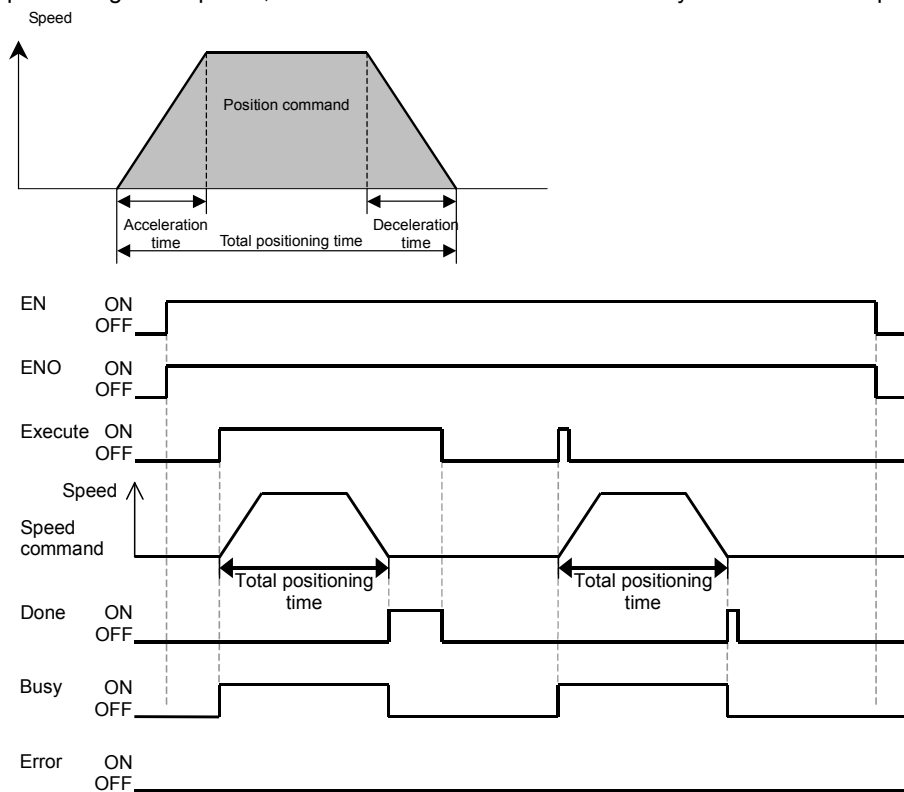 Speed
Position command
Acceleration
time
Total positioning time
Deceleration
time
EN ON
OFF
ENO ON
OFF
Execute ON
OFF
Speed
Speed
command
Total positioning
time
Total positioning
time
Done ON
OFF
Busy ON
OFF
Error ON
OFF